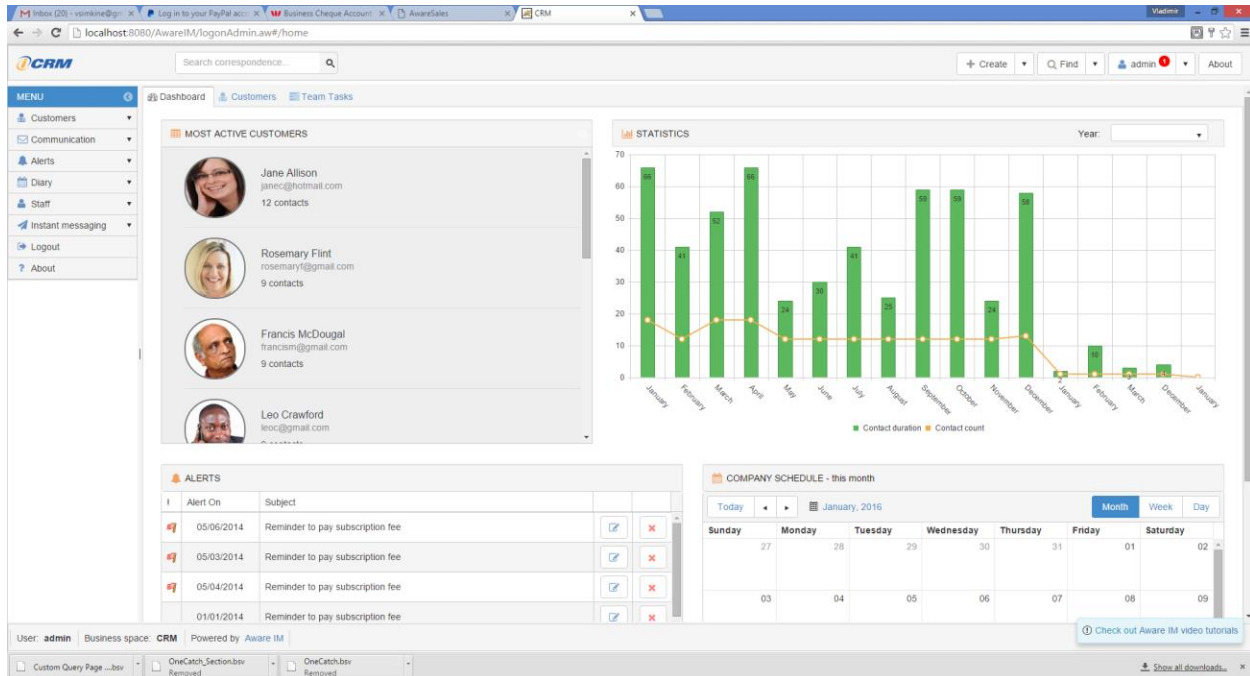 Inbox (20) - vsimkine@gm
Log in to your PayPal acco
Business Cheque Account
AwareSales
CRM
Vladimir
localhost:8080/AwareIM/logonAdmin.aw#/home
CRM
Search correspondence...
+ Create
Find
admin 1
About
MENU
Customers
Communication
Alerts
Diary
Staff
Instant messaging
Logout
? About
Dashboard
Customers
Team Tasks
MOST ACTIVE CUSTOMERS
Jane Allison
janec@hotmail.com
12 contacts
Rosemary Flint
rosemaryf@gmail.com
9 contacts
Francis McDougal
francism@gmail.com
9 contacts
Leo Crawford
leoc@gmail.com
STATISTICS
Year:
70
60
50
40
30
20
10
0
66
41
52
66
24
30
41
25
59
59
24
58
10
January
February
March
April
May
June
July
August
September
October
November
December
January
February
March
December
January
Contact duration
Contact count
ALERTS
! Alert On Subject
05/06/2014 Reminder to pay subscription fee
05/03/2014 Reminder to pay subscription fee
05/04/2014 Reminder to pay subscription fee
01/01/2014 Reminder to pay subscription fee
COMPANY SCHEDULE - this month
Today
January, 2016
Month Week Day
Sunday Monday Tuesday Wednesday Thursday Friday Saturday
27 28 29 30 31 01 02
03 04 05 06 07 08 09
User: admin Business space: CRM Powered by Aware IM
Check out Aware IM video tutorials
Custom Query Page ....bsv
OneCatch_Section.bsv
Removed
OneCatch.bsv
Removed
Show all downloads...